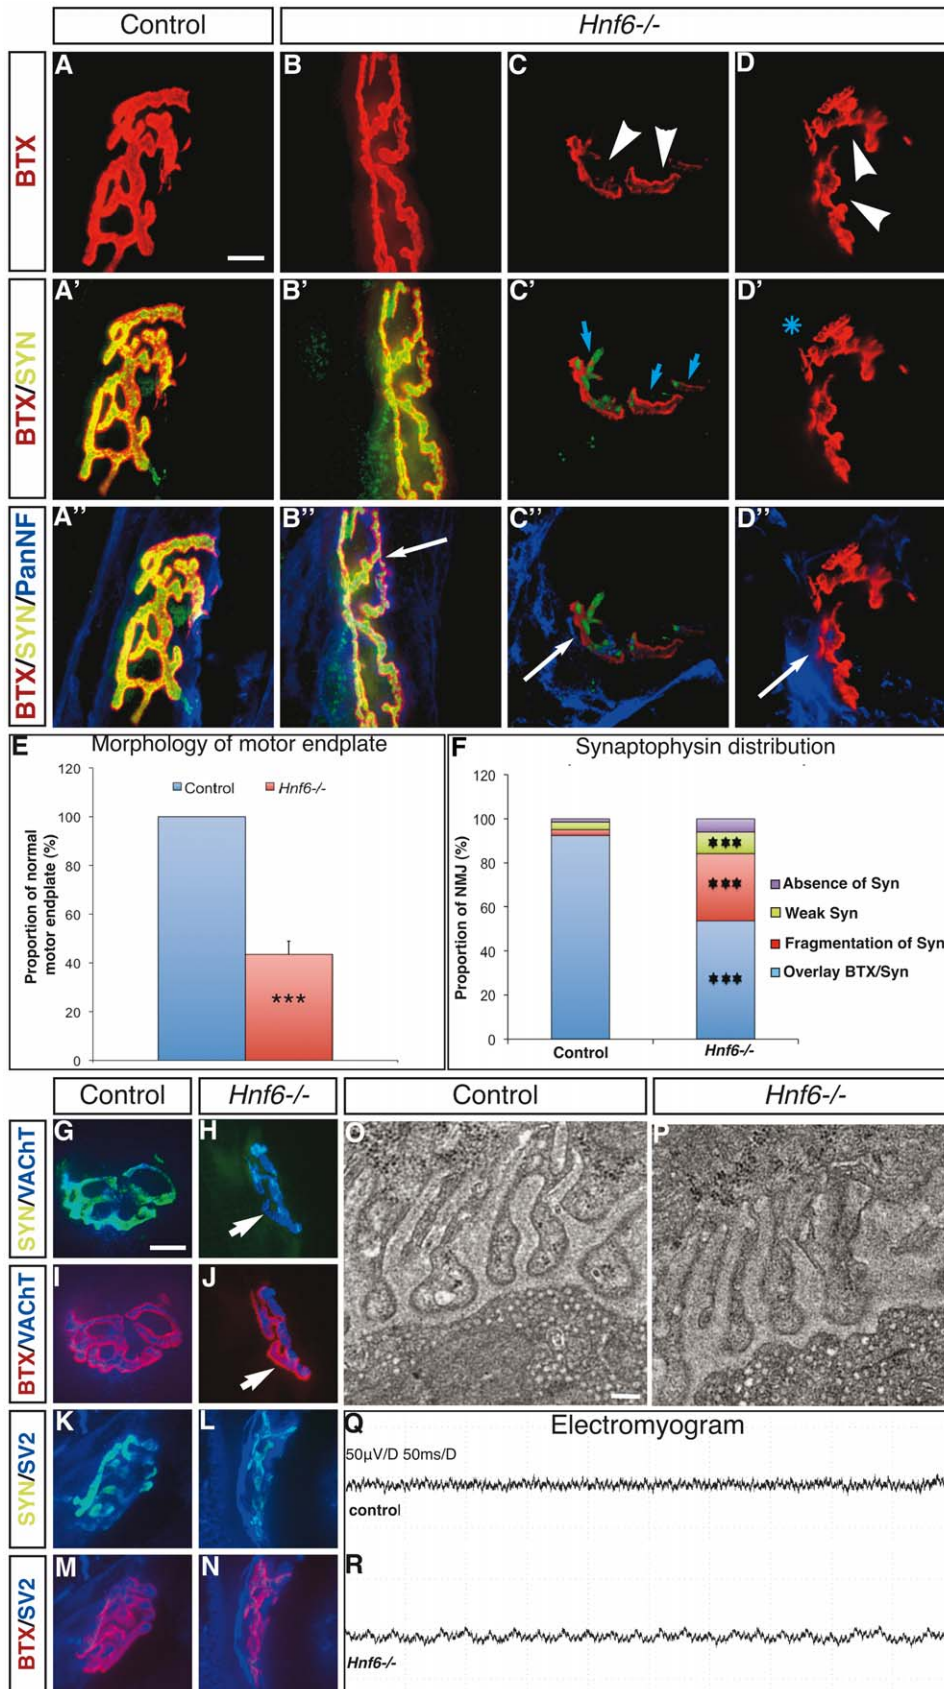 Control
Hnf6-/-
BTX
A
B
C
D
BTX/SYN
A'
B'
C'
D'
BTX/SYN/PanNF
A''
B''
C''
D''
E
Morphology of motor endplate
Control
Hnf6-/-
Proportion of normal
motor endplate (%)
120
100
80
60
40
20
0
***
F
Synaptophysin distribution
Proportion of NMJ (%)
120
100
80
60
40
20
0
Absence of Syn
Weak Syn
Fragmentation of Syn
Overlay BTX/Syn
Control
Hnf6-/-
Control
Hnf6-/-
Control
Hnf6-/-
SYN/VAChT
G
H
O
P
BTX/VAChT
I
J
SYN/SV2
K
L
Q
Electromyogram
50µV/D 50ms/D
control
BTX/SV2
M
N
R
Hnf6-/-